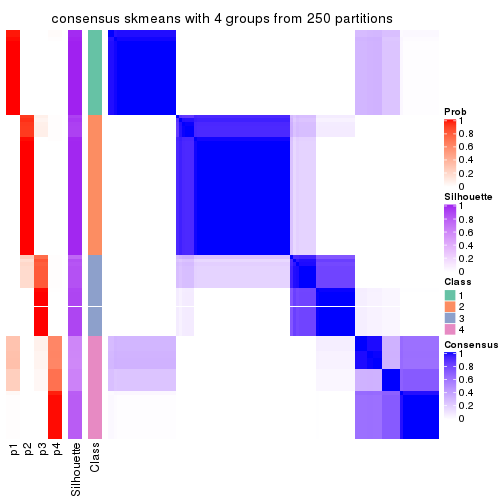 consensus skmeans with 4 groups from 250 partitions
Prob
1
0.8
0.6
0.4
0.2
0
Silhouette
1
0.8
0.6
0.4
0.2
0
Class
1
2
3
4
Consensus
1
0.8
0.6
0.4
0.2
0
p1
p2
p3
p4
Silhouette
Class